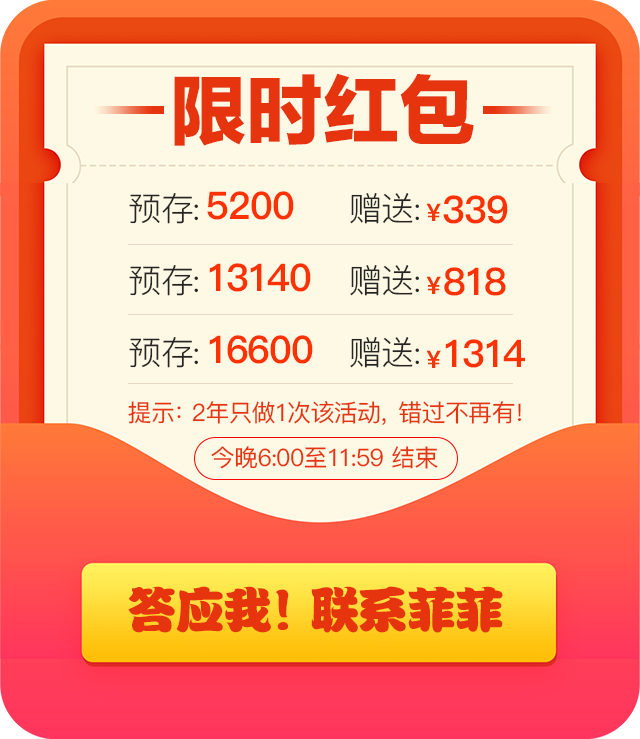 限时红包
预存: 5200 赠送: ¥339
预存: 13140 赠送: ¥818
预存: 16600 赠送: ¥1314
提示：2年只做1次该活动, 错过不再有!
今晚6:00至11:59 结束
答应我！联系菲菲